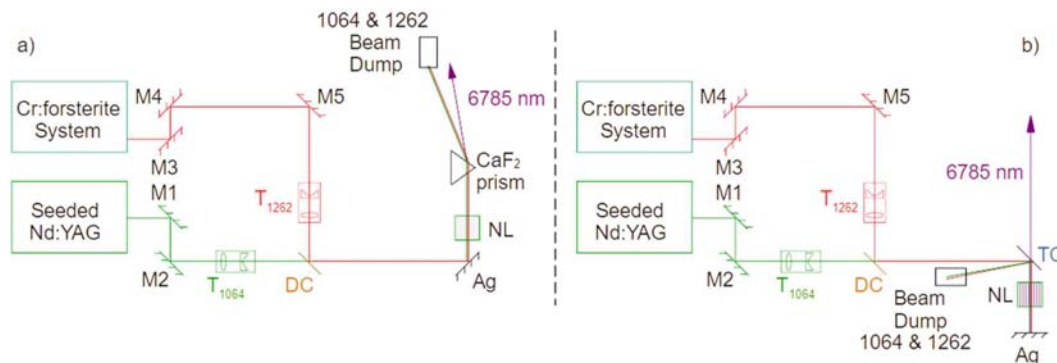 a)
1064 & 1262
Beam
Dump
6785 nm
Cr:forsterite
System
M4
M5
M3
CaF₂
prism
M1
Seeded
Nd:YAG
T₁₂₆₂
NL
M2
T₁₀₆₄
DC
Ag
b)
Cr:forsterite
System
M4
M5
M3
6785 nm
M1
Seeded
Nd:YAG
T₁₂₆₂
M2
T₁₀₆₄
DC
TC
NL
Beam
Dump
1064 & 1262
Ag